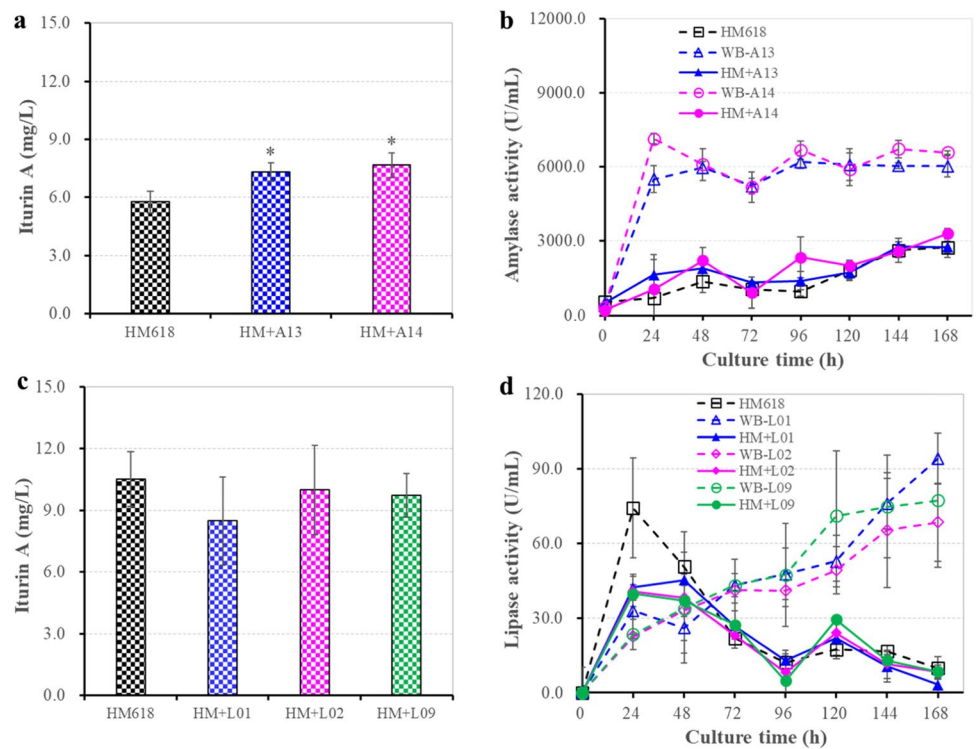 a
Iturin A (mg/L)
15.0
12.0
9.0
6.0
3.0
0.0
*
*
HM618
HM+A13
HM+A14
b
Amylase activity (U/mL)
12000.0
9000.0
6000.0
3000.0
0.0
HM618
WB-A13
HM+A13
WB-A14
HM+A14
0 24 48 72 96 120 144 168
Culture time (h)
c
Iturin A (mg/L)
15.0
12.0
9.0
6.0
3.0
0.0
HM618
HM+L01
HM+L02
HM+L09
d
Lipase activity (U/mL)
120.0
90.0
60.0
30.0
0.0
HM618
WB-L01
HM+L01
WB-L02
HM+L02
WB-L09
HM+L09
0 24 48 72 96 120 144 168
Culture time (h)